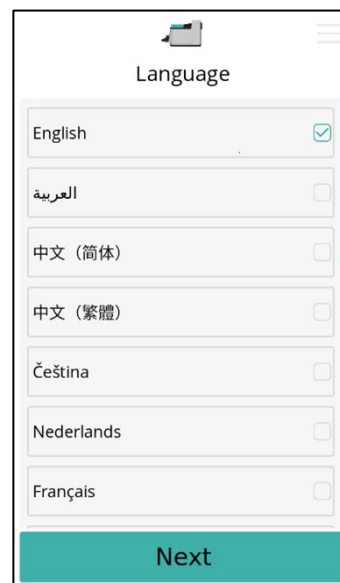 Language
English
العربية
中文（简体）
中文（繁體）
Čeština
Nederlands
Français
Next